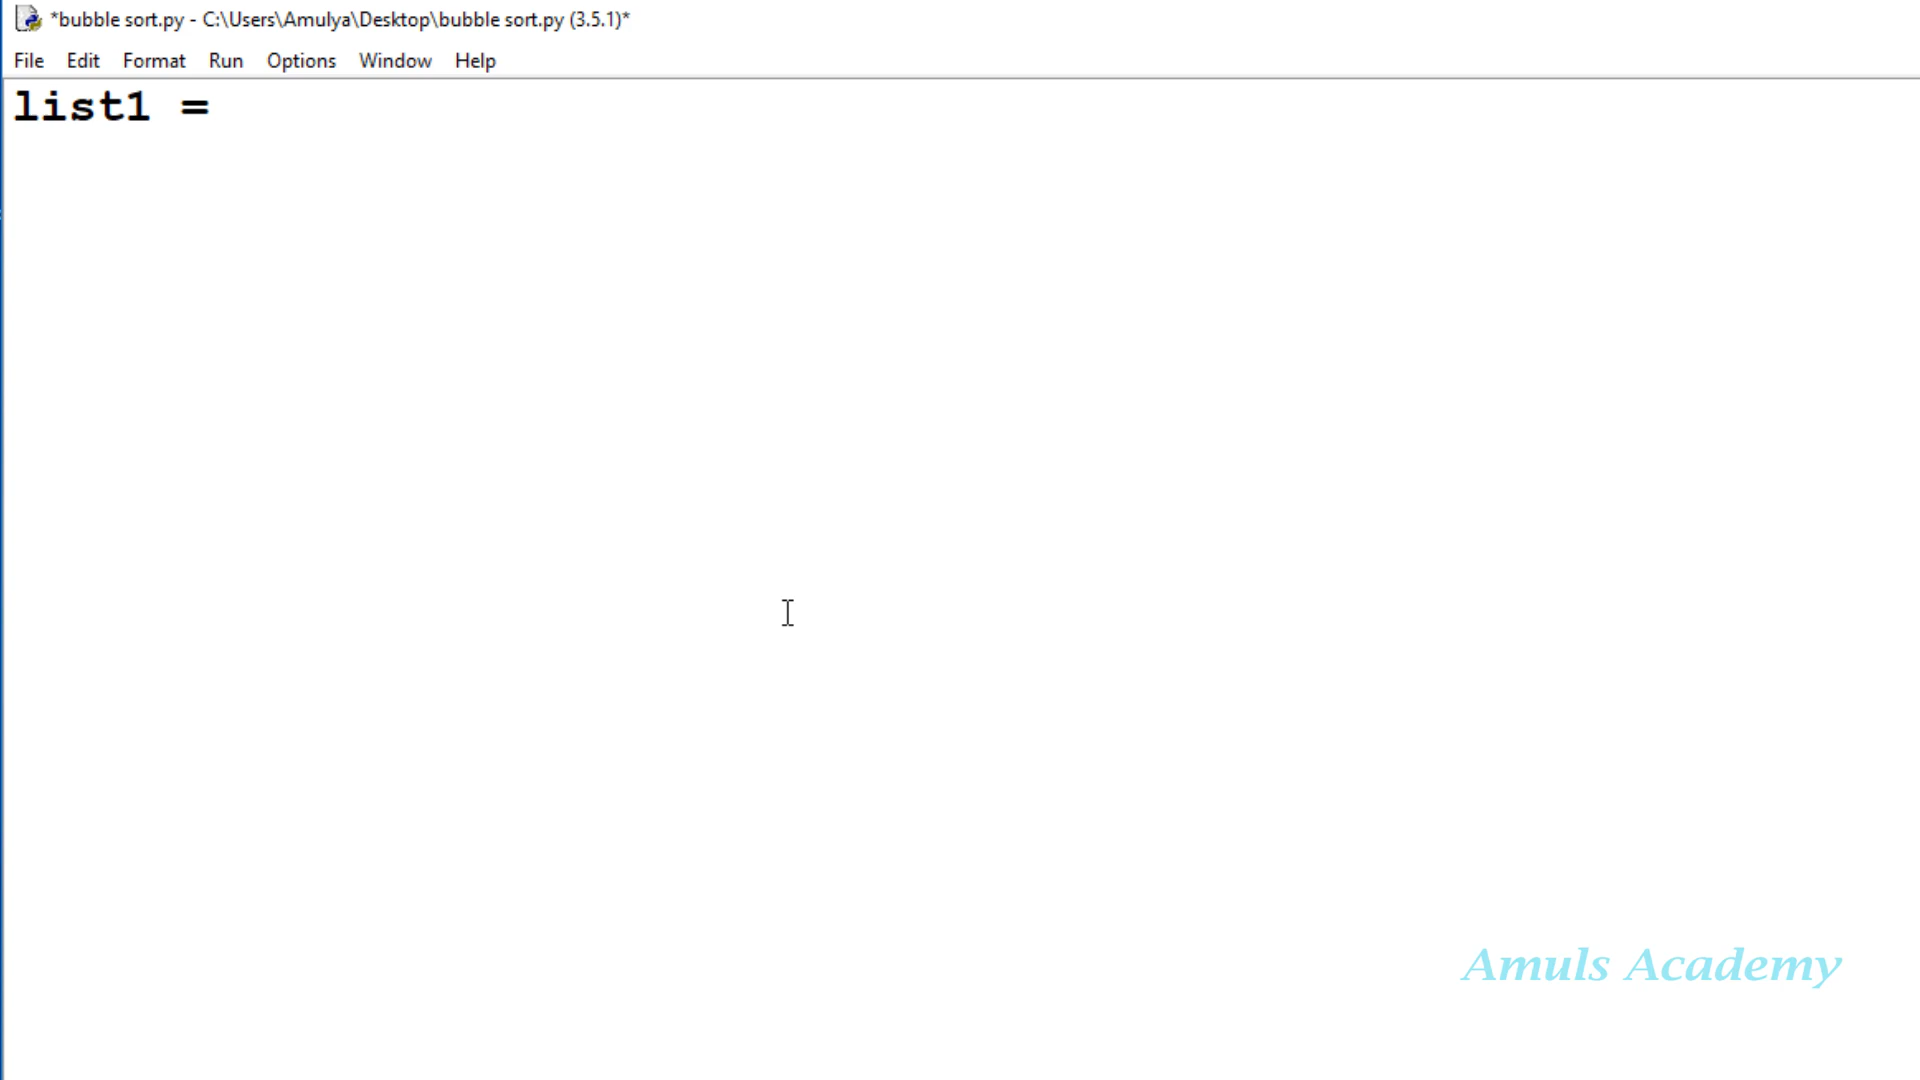 *bubble sort.py - C:\Users\Amulya\Desktop\bubble sort.py (3.5.1)*
File Edit Format Run Options Window Help
list1 =
Amuls Academy